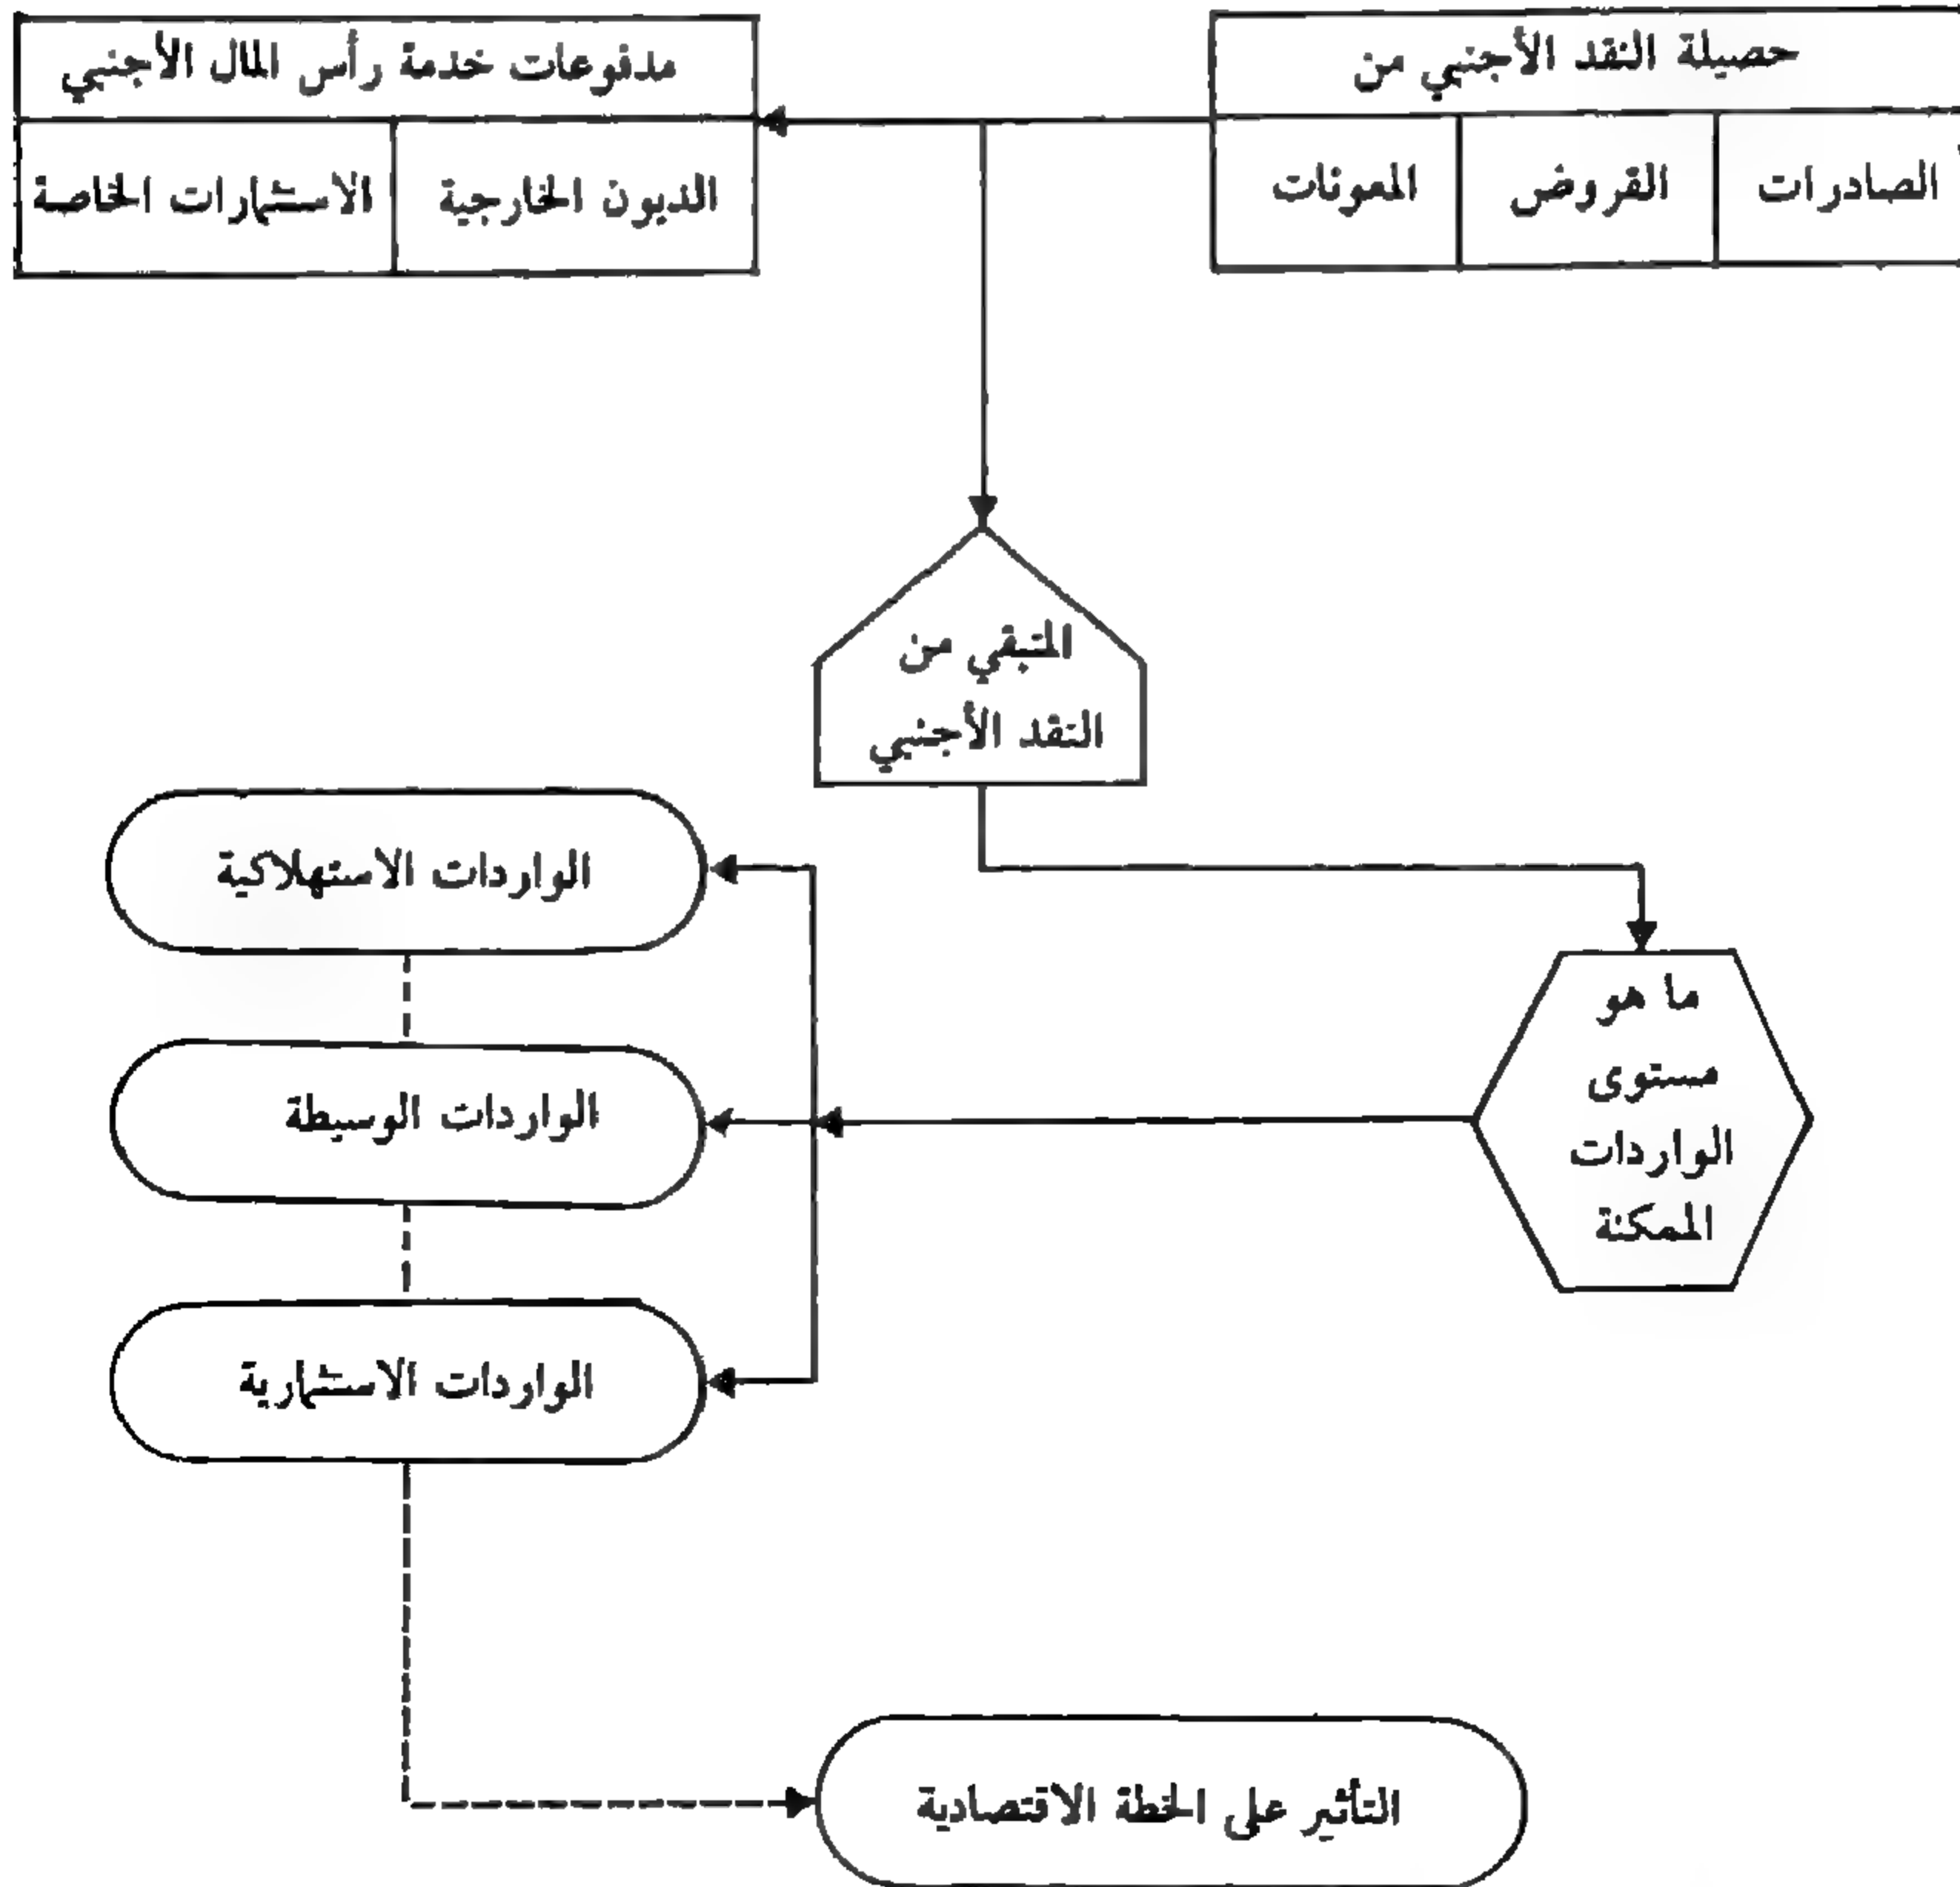 حصيلة النقد الأجنبي من
الصادرات
القروض
المعونات
مدفوعات خدمة رأس المال الأجنبي
الديون الخارجية
الاستثمارات الخاصة
المتبقي من
النقد الأجنبي
ما هو
مستوى
الواردات
الممكنة
الواردات الاستهلاكية
الواردات الوسيطة
الواردات الاستثمارية
التأثير على الخطة الاقتصادية